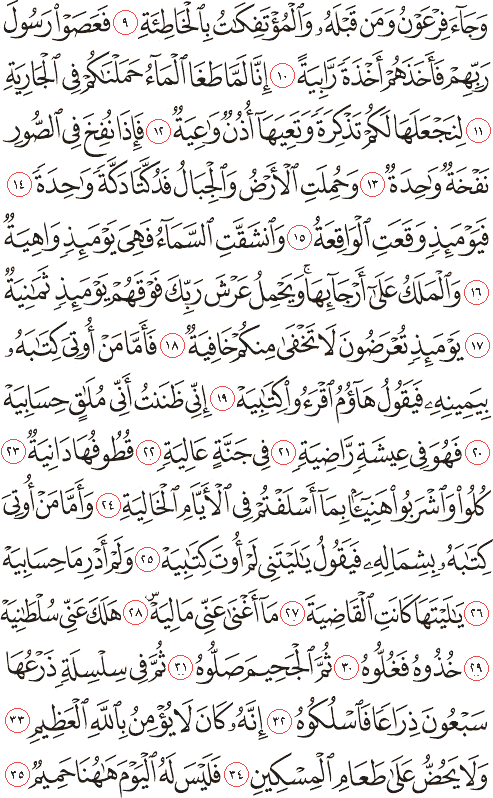 وَجَآءَ فِرْعَوْنُ وَمَن قَبْلَهُۥ وَٱلْمُؤْتَفِكَٰتُ بِٱلْخَاطِئَةِ ٩ فَعَصَوْا۟ رَسُولَ
رَبِّهِمْ فَأَخَذَهُمْ أَخْذَةً رَّابِيَةً ١٠ إِنَّا لَمَّا طَغَا ٱلْمَآءُ حَمَلْنَٰكُمْ فِى ٱلْجَارِيَةِ
١١ لِنَجْعَلَهَا لَكُمْ تَذْكِرَةً وَتَعِيَهَآ أُذُنٌ وَٰعِيَةٌ ١٢ فَإِذَا نُفِخَ فِى ٱلصُّورِ
نَفْخَةٌ وَٰحِدَةٌ ١٣ وَحُمِلَتِ ٱلْأَرْضُ وَٱلْجِبَالُ فَدُكَّتَا دَكَّةً وَٰحِدَةً ١٤
فَيَوْمَئِذٍ وَقَعَتِ ٱلْوَاقِعَةُ ١٥ وَٱنشَقَّتِ ٱلسَّمَآءُ فَهِىَ يَوْمَئِذٍ وَاهِيَةٌ
١٦ وَٱلْمَلَكُ عَلَىٰٓ أَرْجَآئِهَا ۚ وَيَحْمِلُ عَرْشَ رَبِّكَ فَوْقَهُمْ يَوْمَئِذٍ ثَمَٰنِيَةٌ
١٧ يَوْمَئِذٍ تُعْرَضُونَ لَا تَخْفَىٰ مِنكُمْ خَافِيَةٌ ١٨ فَأَمَّا مَنْ أُوتِىَ كِتَٰبَهُۥ
بِيَمِينِهِۦ فَيَقُولُ هَآؤُمُ ٱقْرَءُوا۟ كِتَٰبِيَهْ ١٩ إِنِّى ظَنَنتُ أَنِّى مُلَٰقٍ حِسَابِيَهْ
٢٠ فَهُوَ فِى عِيشَةٍ رَّاضِيَةٍ ٢١ فِى جَنَّةٍ عَالِيَةٍ ٢٢ قُطُوفُهَا دَانِيَةٌ ٢٣
كُلُوا۟ وَٱشْرَبُوا۟ هَنِيٓـًٔۢا بِمَآ أَسْلَفْتُمْ فِى ٱلْأَيَّامِ ٱلْخَالِيَةِ ٢٤ وَأَمَّا مَنْ أُوتِىَ
كِتَٰبَهُۥ بِشِمَالِهِۦ فَيَقُولُ يَٰلَيْتَنِى لَمْ أُوتَ كِتَٰبِيَهْ ٢٥ وَلَمْ أَدْرِ مَا حِسَابِيَهْ
٢٦ يَٰلَيْتَهَا كَانَتِ ٱلْقَاضِيَةَ ٢٧ مَآ أَغْنَىٰ عَنِّى مَالِيَهْ ۜ ٢٨ هَلَكَ عَنِّى سُلْطَٰنِيَهْ
٢٩ خُذُوهُ فَغُلُّوهُ ٣٠ ثُمَّ ٱلْجَحِيمَ صَلُّوهُ ٣١ ثُمَّ فِى سِلْسِلَةٍ ذَرْعُهَا
سَبْعُونَ ذِرَاعًا فَٱسْلُكُوهُ ٣٢ إِنَّهُۥ كَانَ لَا يُؤْمِنُ بِٱللَّهِ ٱلْعَظِيمِ ٣٣
وَلَا يَحُضُّ عَلَىٰ طَعَامِ ٱلْمِسْكِينِ ٣٤ فَلَيْسَ لَهُ ٱلْيَوْمَ هَٰهُنَا حَمِيمٌ ٣٥